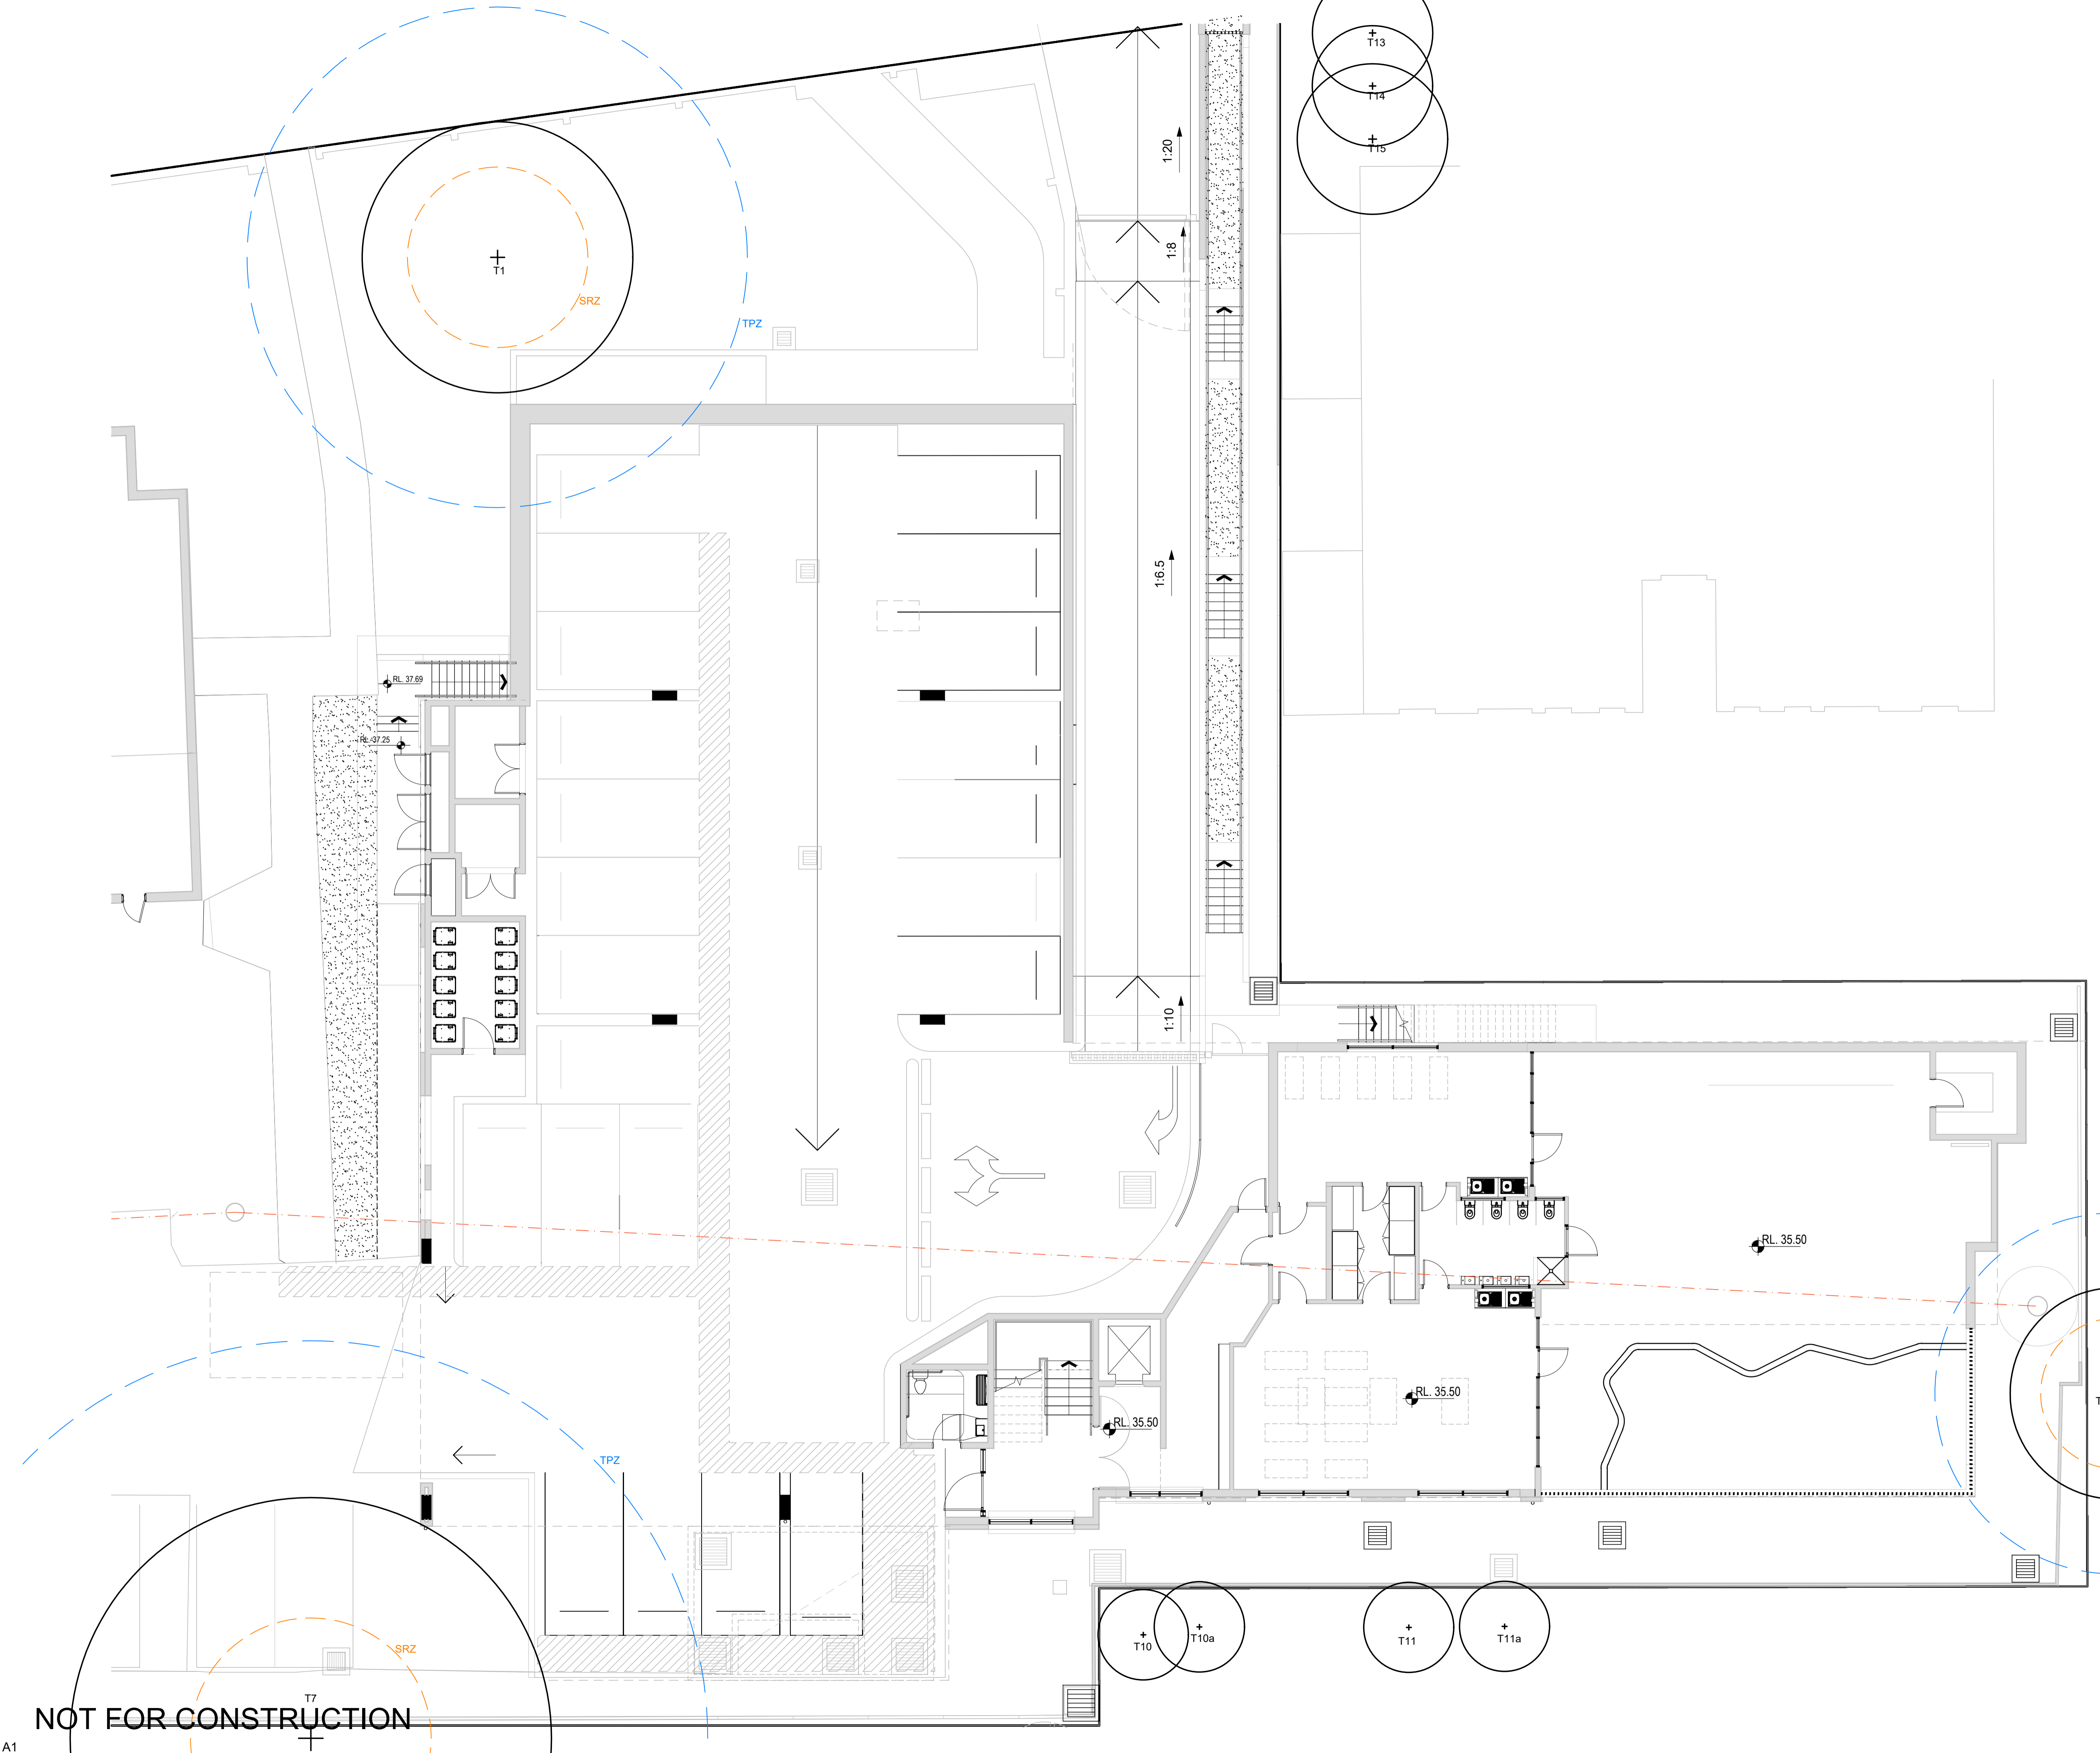 T13
T14
T15
1:20
1:8
T1
SRZ
TPZ
1:6.5
RL. 37.69
RL. 37.25
1:10
RL. 35.50
RL. 35.50
RL. 35.50
TPZ
T10
T10a
T11
T11a
SRZ
T7
NOT FOR CONSTRUCTION
A1